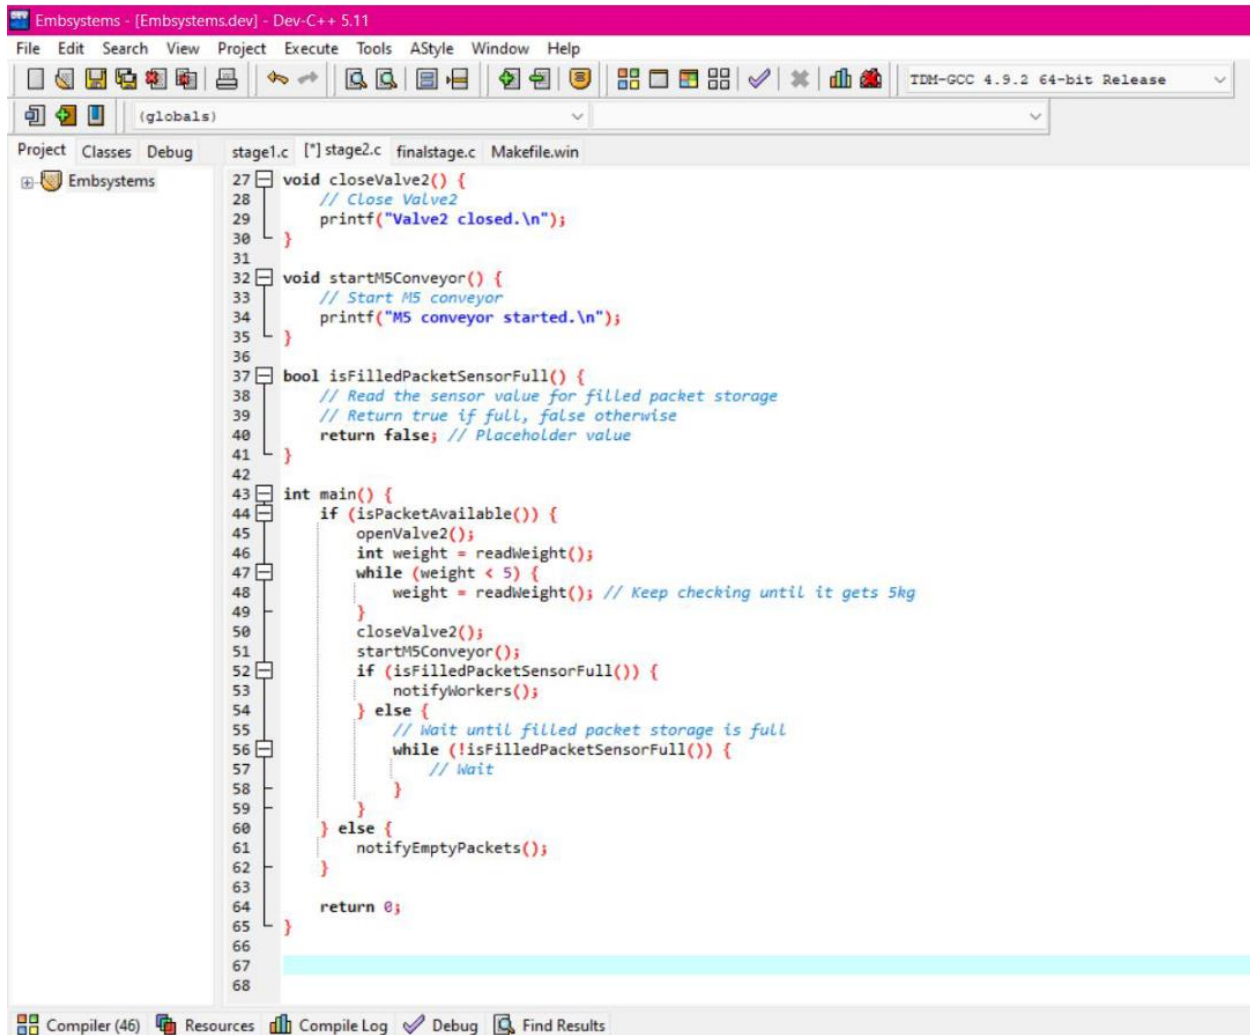 Embsystems - [Embsystems.dev] - Dev-C++ 5.11
File Edit Search View Project Execute Tools AStyle Window Help
TDM-GCC 4.9.2 64-bit Release
(globals)
Project Classes Debug stage1.c [*] stage2.c finalstage.c Makefile.win
Embsystems
27 void closeValve2() {
28     // Close Valve2
29     printf("Valve2 closed.\n");
30 }
31
32 void startM5Conveyor() {
33     // Start M5 conveyor
34     printf("M5 conveyor started.\n");
35 }
36
37 bool isFilledPacketSensorFull() {
38     // Read the sensor value for filled packet storage
39     // Return true if full, false otherwise
40     return false; // Placeholder value
41 }
42
43 int main() {
44     if (isPacketAvailable()) {
45         openValve2();
46         int weight = readWeight();
47         while (weight < 5) {
48             weight = readWeight(); // Keep checking until it gets 5kg
49         }
50         closeValve2();
51         startM5Conveyor();
52         if (isFilledPacketSensorFull()) {
53             notifyWorkers();
54         } else {
55             // Wait until filled packet storage is full
56             while (!isFilledPacketSensorFull()) {
57                 // Wait
58             }
59         }
60     } else {
61         notifyEmptyPackets();
62     }
63
64     return 0;
65 }
66
67
68
Compiler (46) Resources Compile Log Debug Find Results